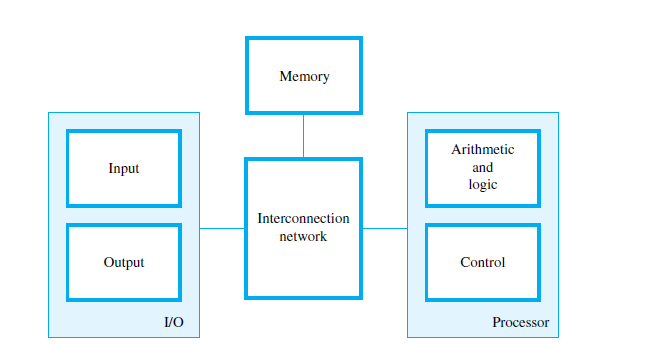 Memory
Input
Output
I/O
Interconnection
network
Arithmetic
and
logic
Control
Processor